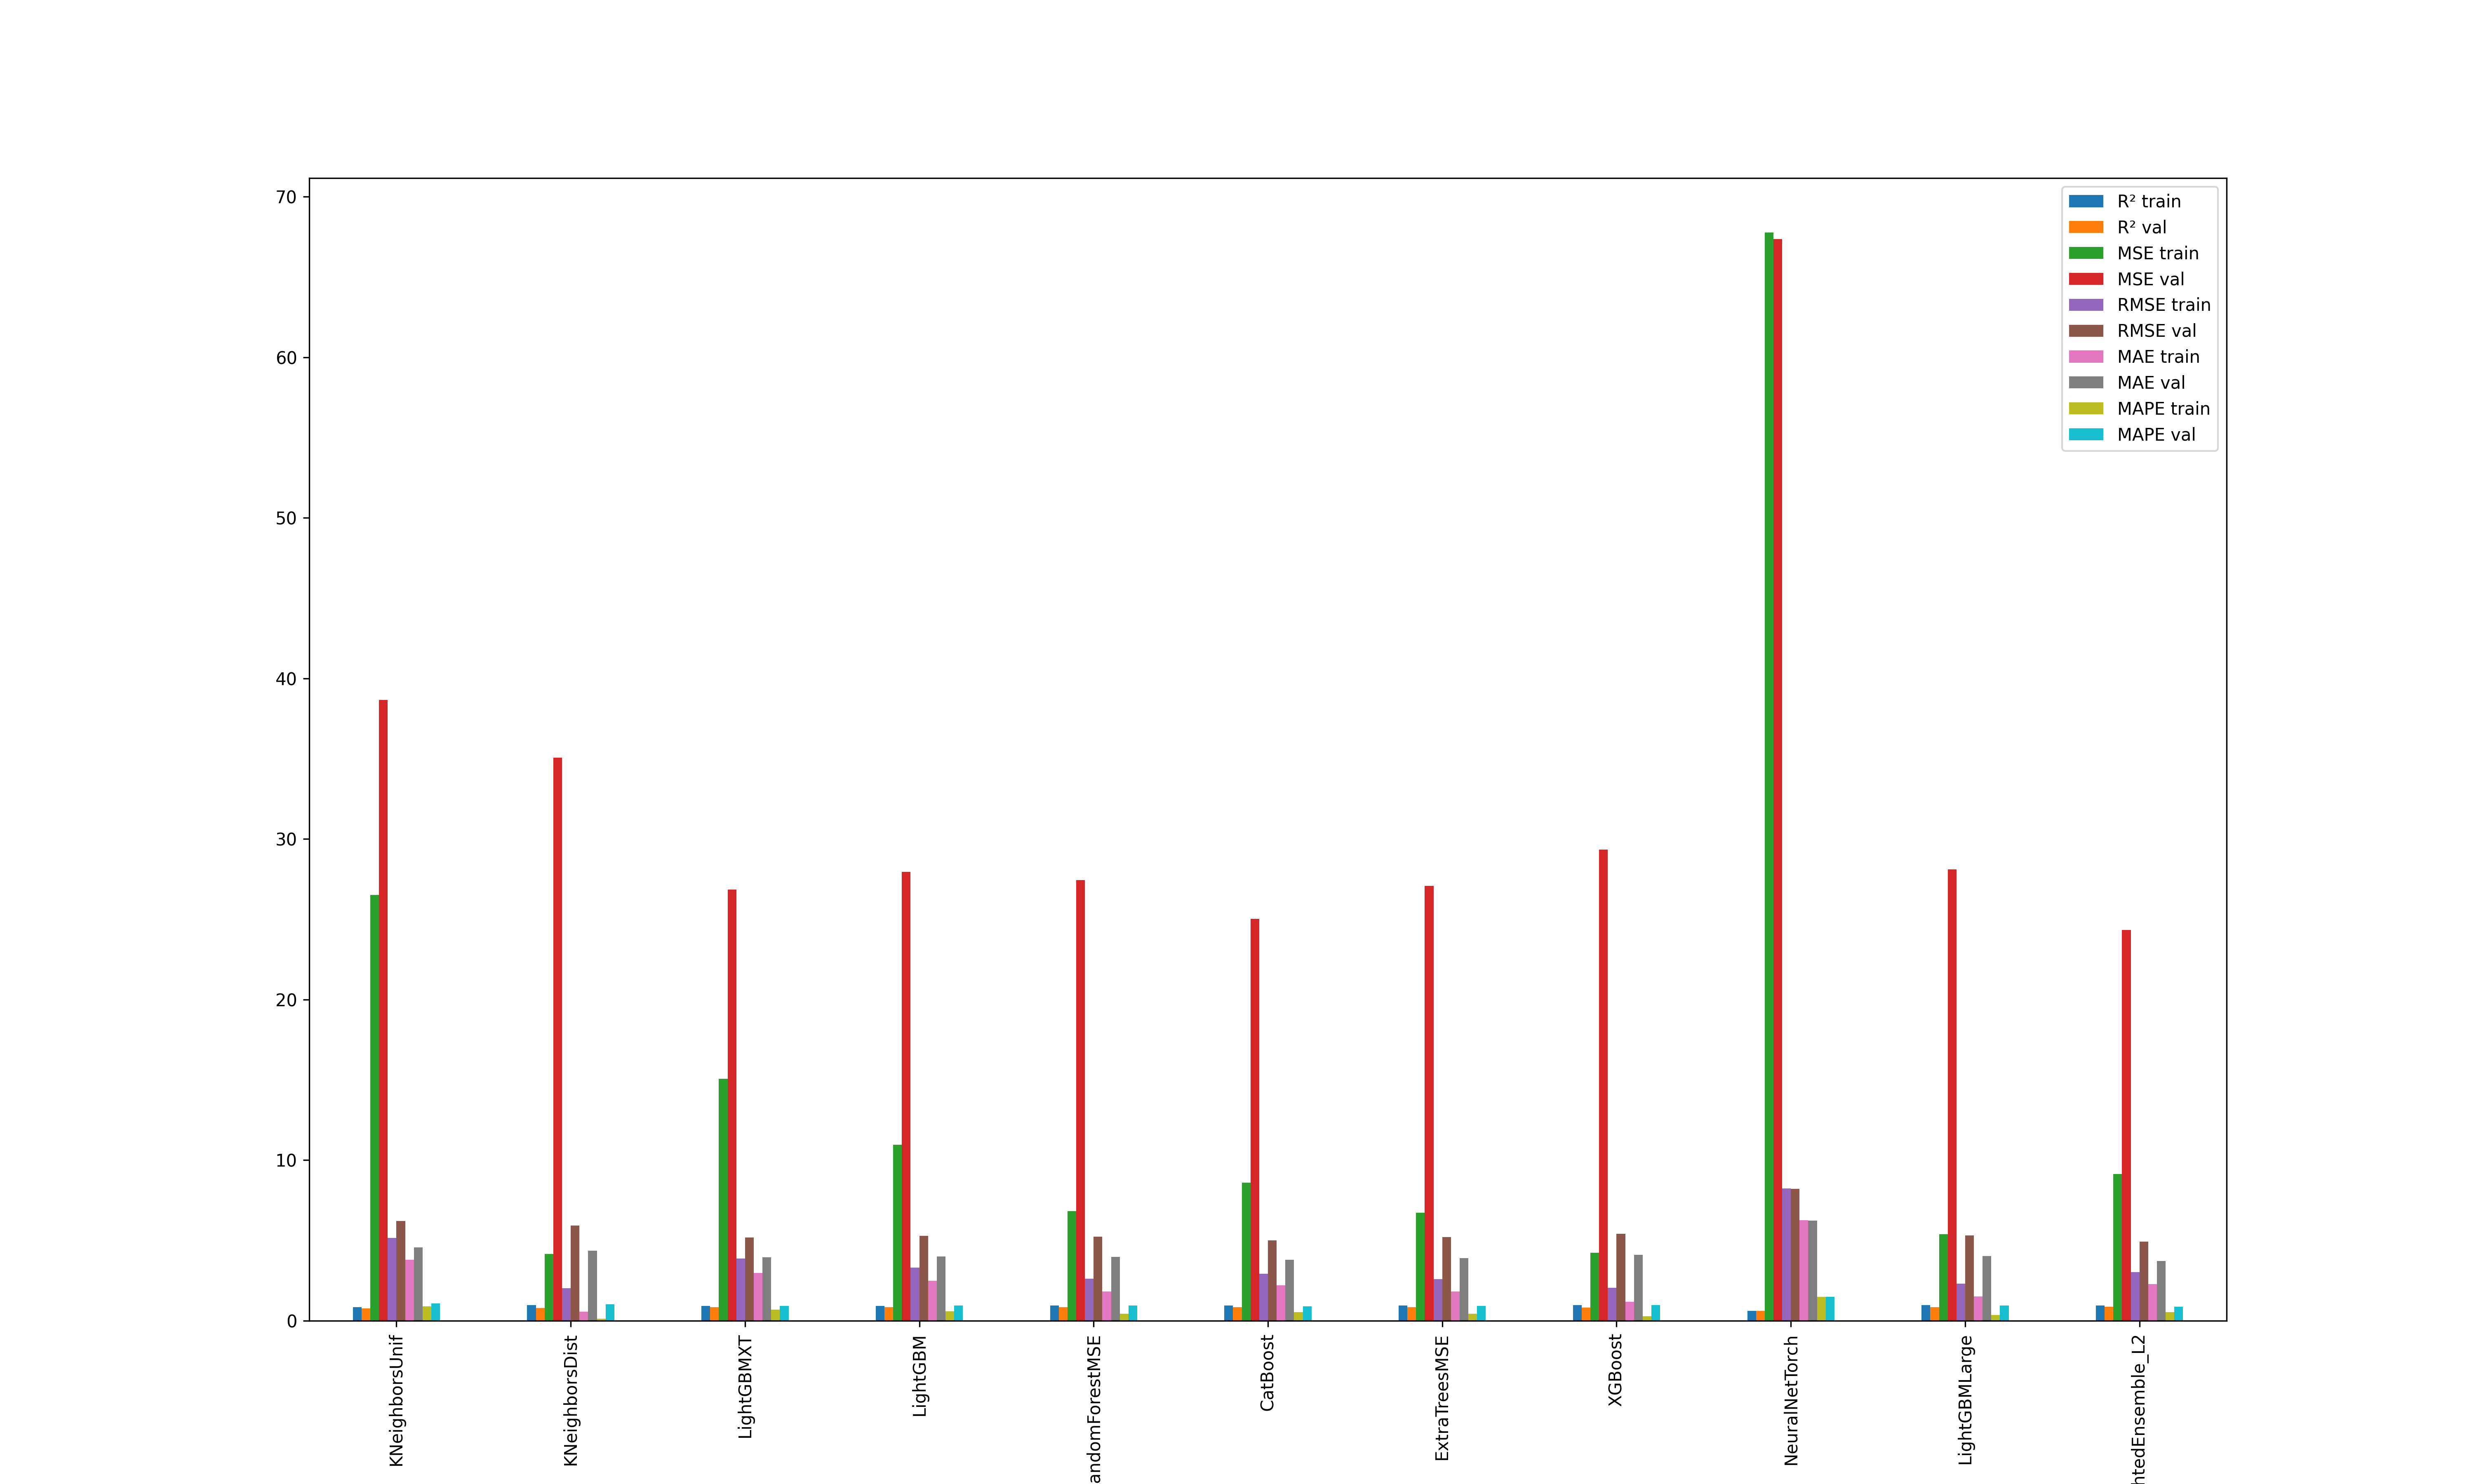 70
60
50
40
30
20
10
0
R² train
R² val
MSE train
MSE val
RMSE train
RMSE val
MAE train
MAE val
MAPE train
MAPE val
KNeighborsUnif
KNeighborsDist
LightGBMXT
LightGBM
andomForestMSE
CatBoost
ExtraTreesMSE
XGBoost
NeuralNetTorch
LightGBMLarge
htedEnsemble_L2